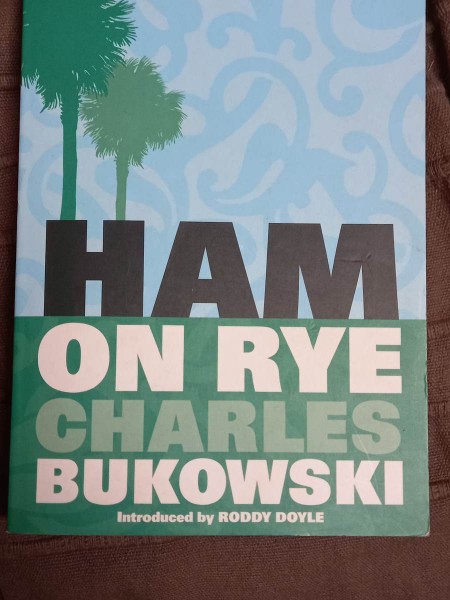 HAM
ON RYE
CHARLES
BUKOWSKI
Introduced by RODDY DOYLE